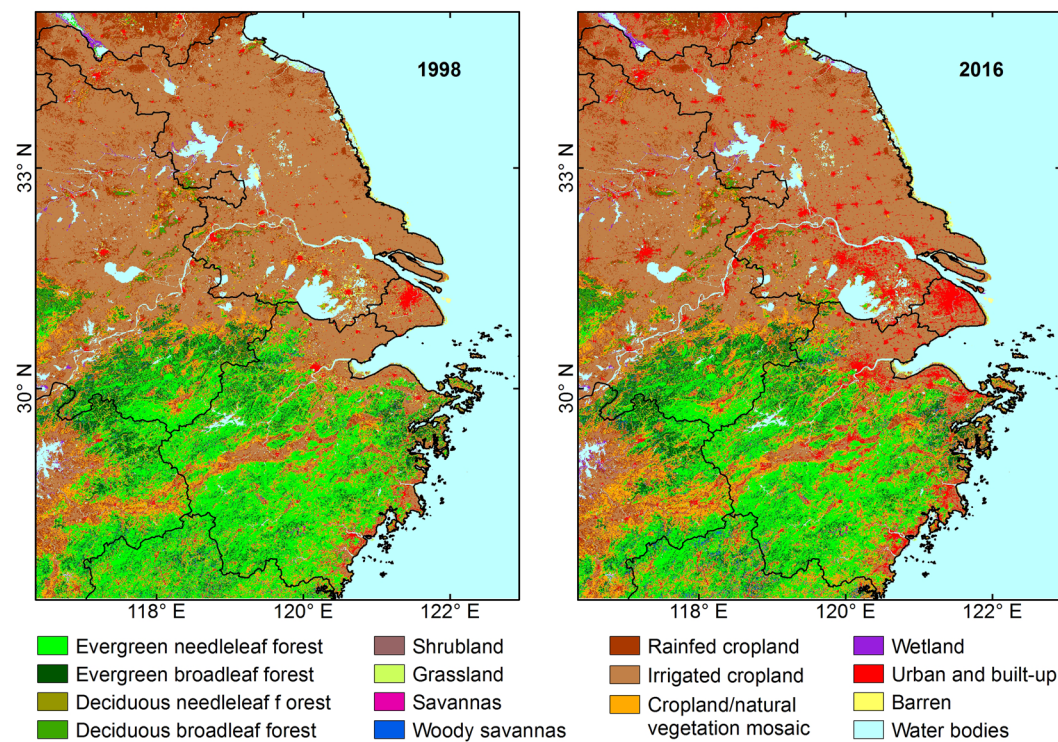 1998
2016
33° N
30° N
118° E
120° E
122° E
33° N
30° N
118° E
120° E
122° E
Evergreen needleleaf forest
Evergreen broadleaf forest
Deciduous needleleaf f orest
Deciduous broadleaf forest
Shrubland
Grassland
Savannas
Woody savannas
Rainfed cropland
Irrigated cropland
Cropland/natural
vegetation mosaic
Wetland
Urban and built-up
Barren
Water bodies